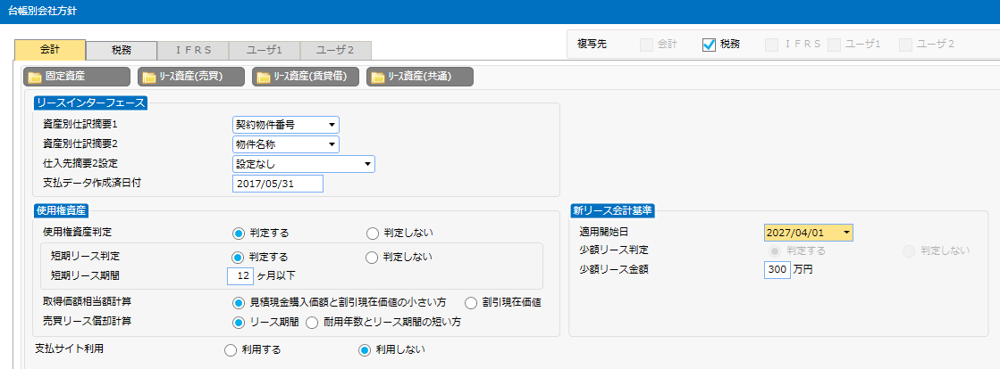 台帳別会社方針
会計 税務 IFRS ユーザ1 ユーザ2
複写先 会計 税務 IFRS ユーザ1 ユーザ2
固定資産 ﾘｰｽ資産(売買) ﾘｰｽ資産(賃貸借) ﾘｰｽ資産(共通)
リースインターフェース
資産別仕訳摘要1 契約物件番号
資産別仕訳摘要2 物件名称
仕入先摘要2設定 設定なし
支払データ作成済日付 2017/05/31
使用権資産
使用権資産判定 判定する 判定しない
短期リース判定 判定する 判定しない
短期リース期間 12 ヶ月以下
取得価額相当額計算 見積現金購入価額と割引現在価値の小さい方 割引現在価値
売買リース償却計算 リース期間 耐用年数とリース期間の短い方
支払サイト利用 利用する 利用しない
新リース会計基準
適用開始日 2027/04/01
少額リース判定 判定する 判定しない
少額リース金額 300 万円